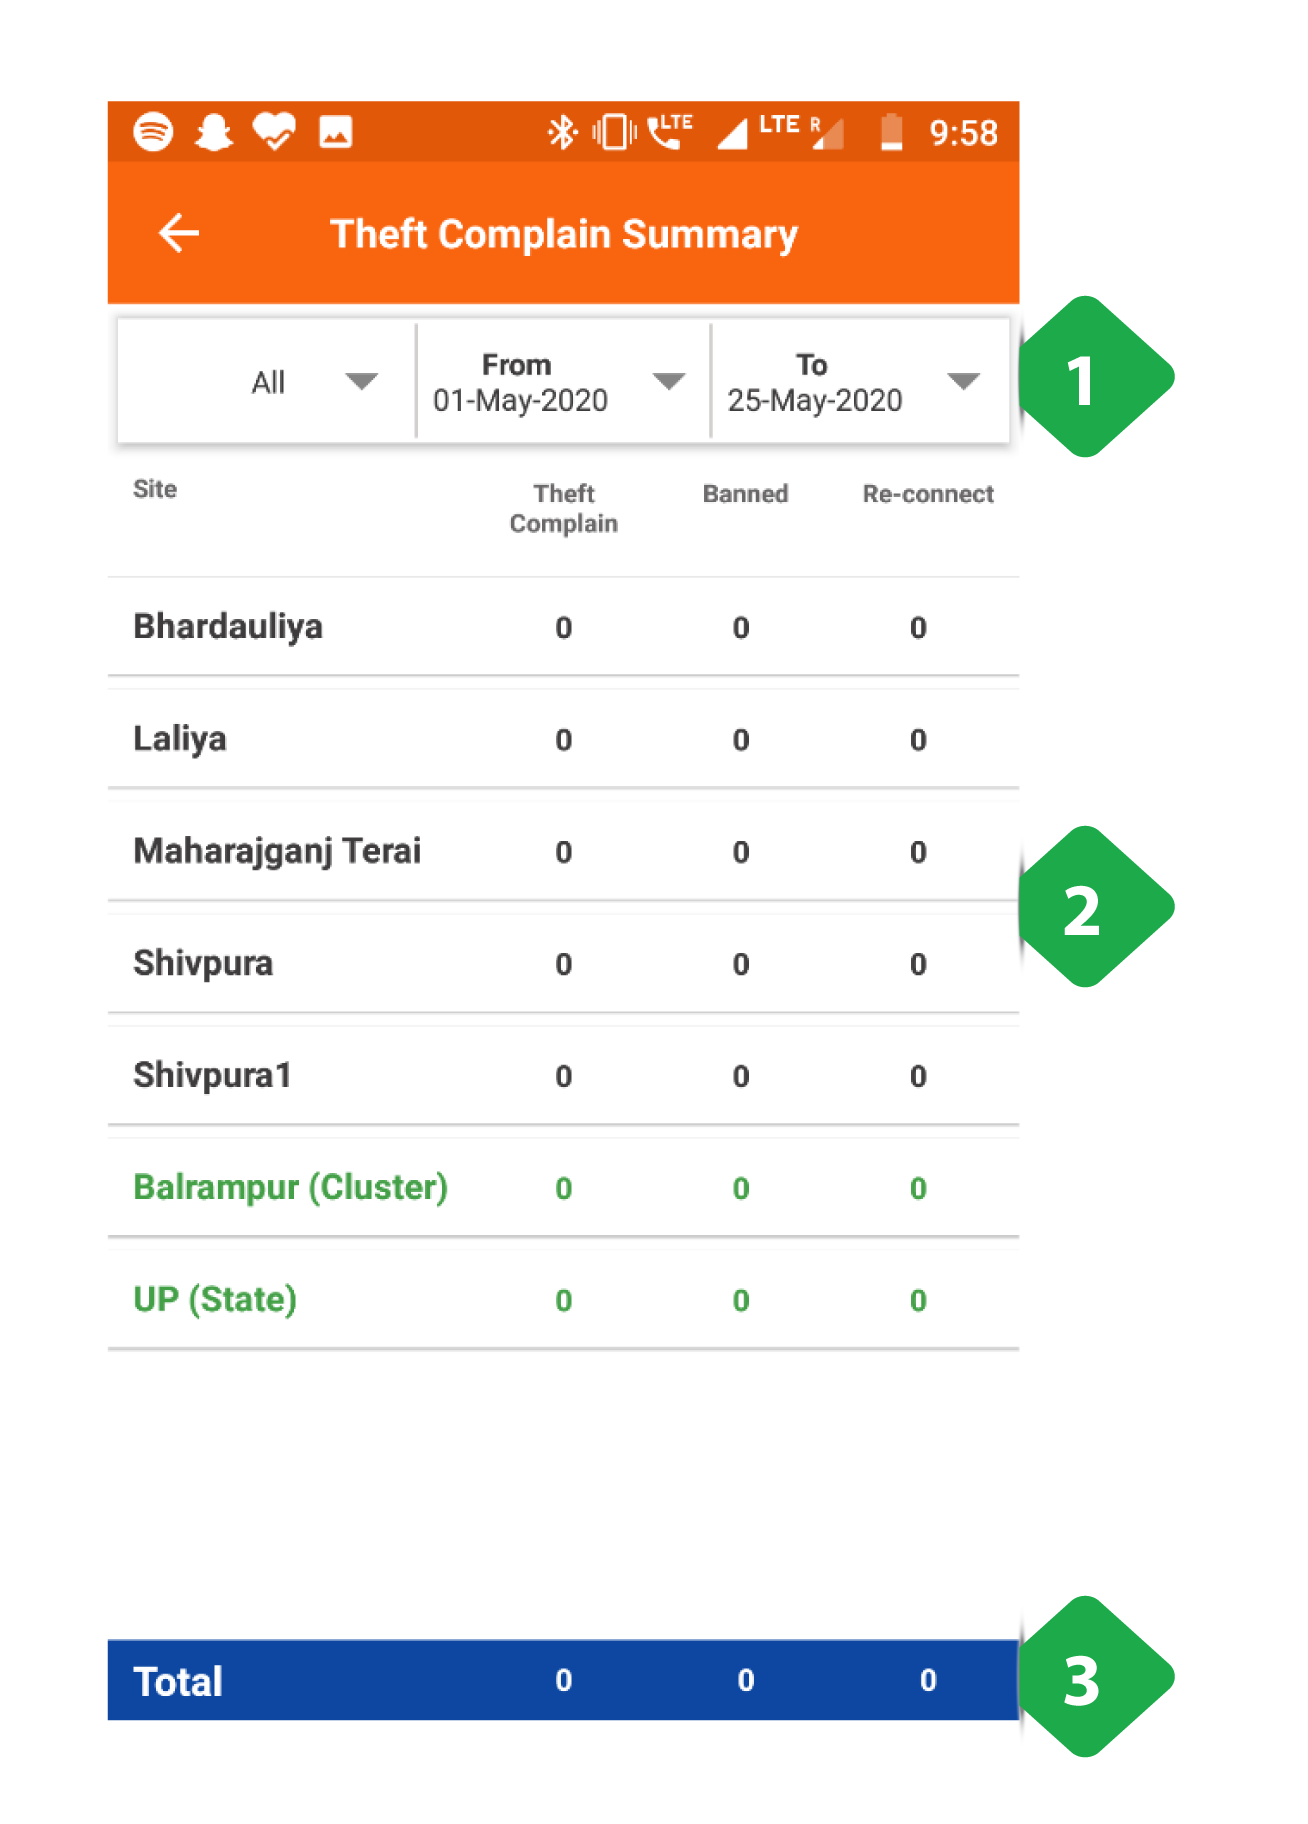 LTE LTE R 9:58
Theft Complain Summary
All From To
01-May-2020 25-May-2020
1
Site Theft Banned Re-connect
Complain
Bhardauliya 0 0 0
Laliya 0 0 0
Maharajganj Terai 0 0 0
2
Shivpura 0 0 0
Shivpura1 0 0 0
Balrampur (Cluster) 0 0 0
UP (State) 0 0 0
Total 0 0 0
3